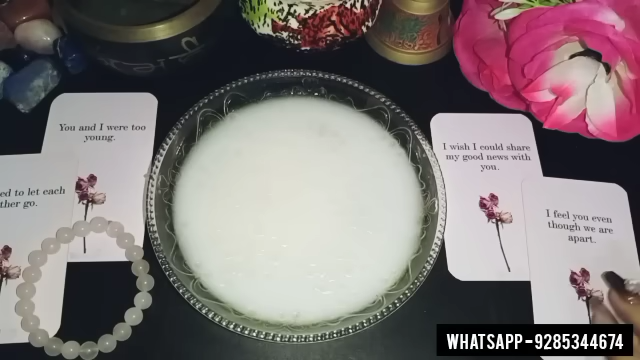 You and I were too
young.
ed to let each
ther go.
I wish I could share
my good news with
you.
I feel you even
though we are
apart.
WHATSAPP-9285344674